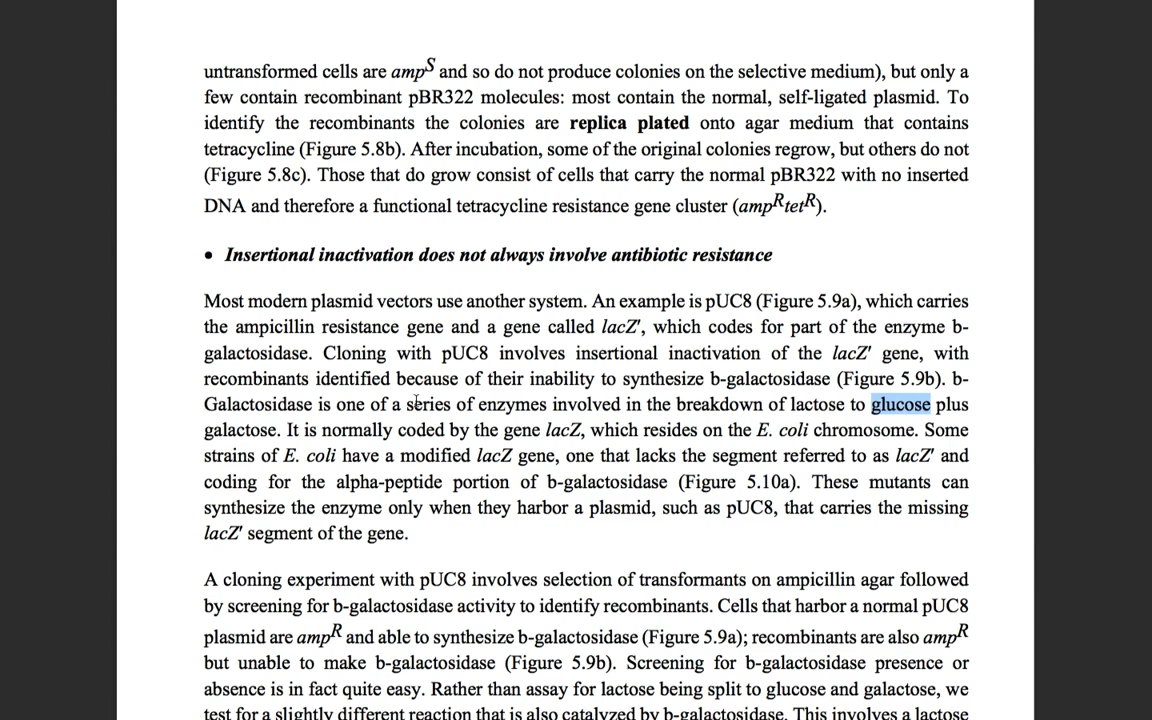 untransformed cells are ampS and so do not produce colonies on the selective medium), but only a
few contain recombinant pBR322 molecules: most contain the normal, self-ligated plasmid. To
identify the recombinants the colonies are replica plated onto agar medium that contains
tetracycline (Figure 5.8b). After incubation, some of the original colonies regrow, but others do not
(Figure 5.8c). Those that do grow consist of cells that carry the normal pBR322 with no inserted
DNA and therefore a functional tetracycline resistance gene cluster (ampRtetR).
• Insertional inactivation does not always involve antibiotic resistance
Most modern plasmid vectors use another system. An example is pUC8 (Figure 5.9a), which carries
the ampicillin resistance gene and a gene called lacZ', which codes for part of the enzyme b-
galactosidase. Cloning with pUC8 involves insertional inactivation of the lacZ' gene, with
recombinants identified because of their inability to synthesize b-galactosidase (Figure 5.9b). b-
Galactosidase is one of a series of enzymes involved in the breakdown of lactose to glucose plus
galactose. It is normally coded by the gene lacZ, which resides on the E. coli chromosome. Some
strains of E. coli have a modified lacZ gene, one that lacks the segment referred to as lacZ' and
coding for the alpha-peptide portion of b-galactosidase (Figure 5.10a). These mutants can
synthesize the enzyme only when they harbor a plasmid, such as pUC8, that carries the missing
lacZ' segment of the gene.
A cloning experiment with pUC8 involves selection of transformants on ampicillin agar followed
by screening for b-galactosidase activity to identify recombinants. Cells that harbor a normal pUC8
plasmid are ampR and able to synthesize b-galactosidase (Figure 5.9a); recombinants are also ampR
but unable to make b-galactosidase (Figure 5.9b). Screening for b-galactosidase presence or
absence is in fact quite easy. Rather than assay for lactose being split to glucose and galactose, we
test for a slightly different reaction that is also catalyzed by b-galactosidase. This involves a lactose